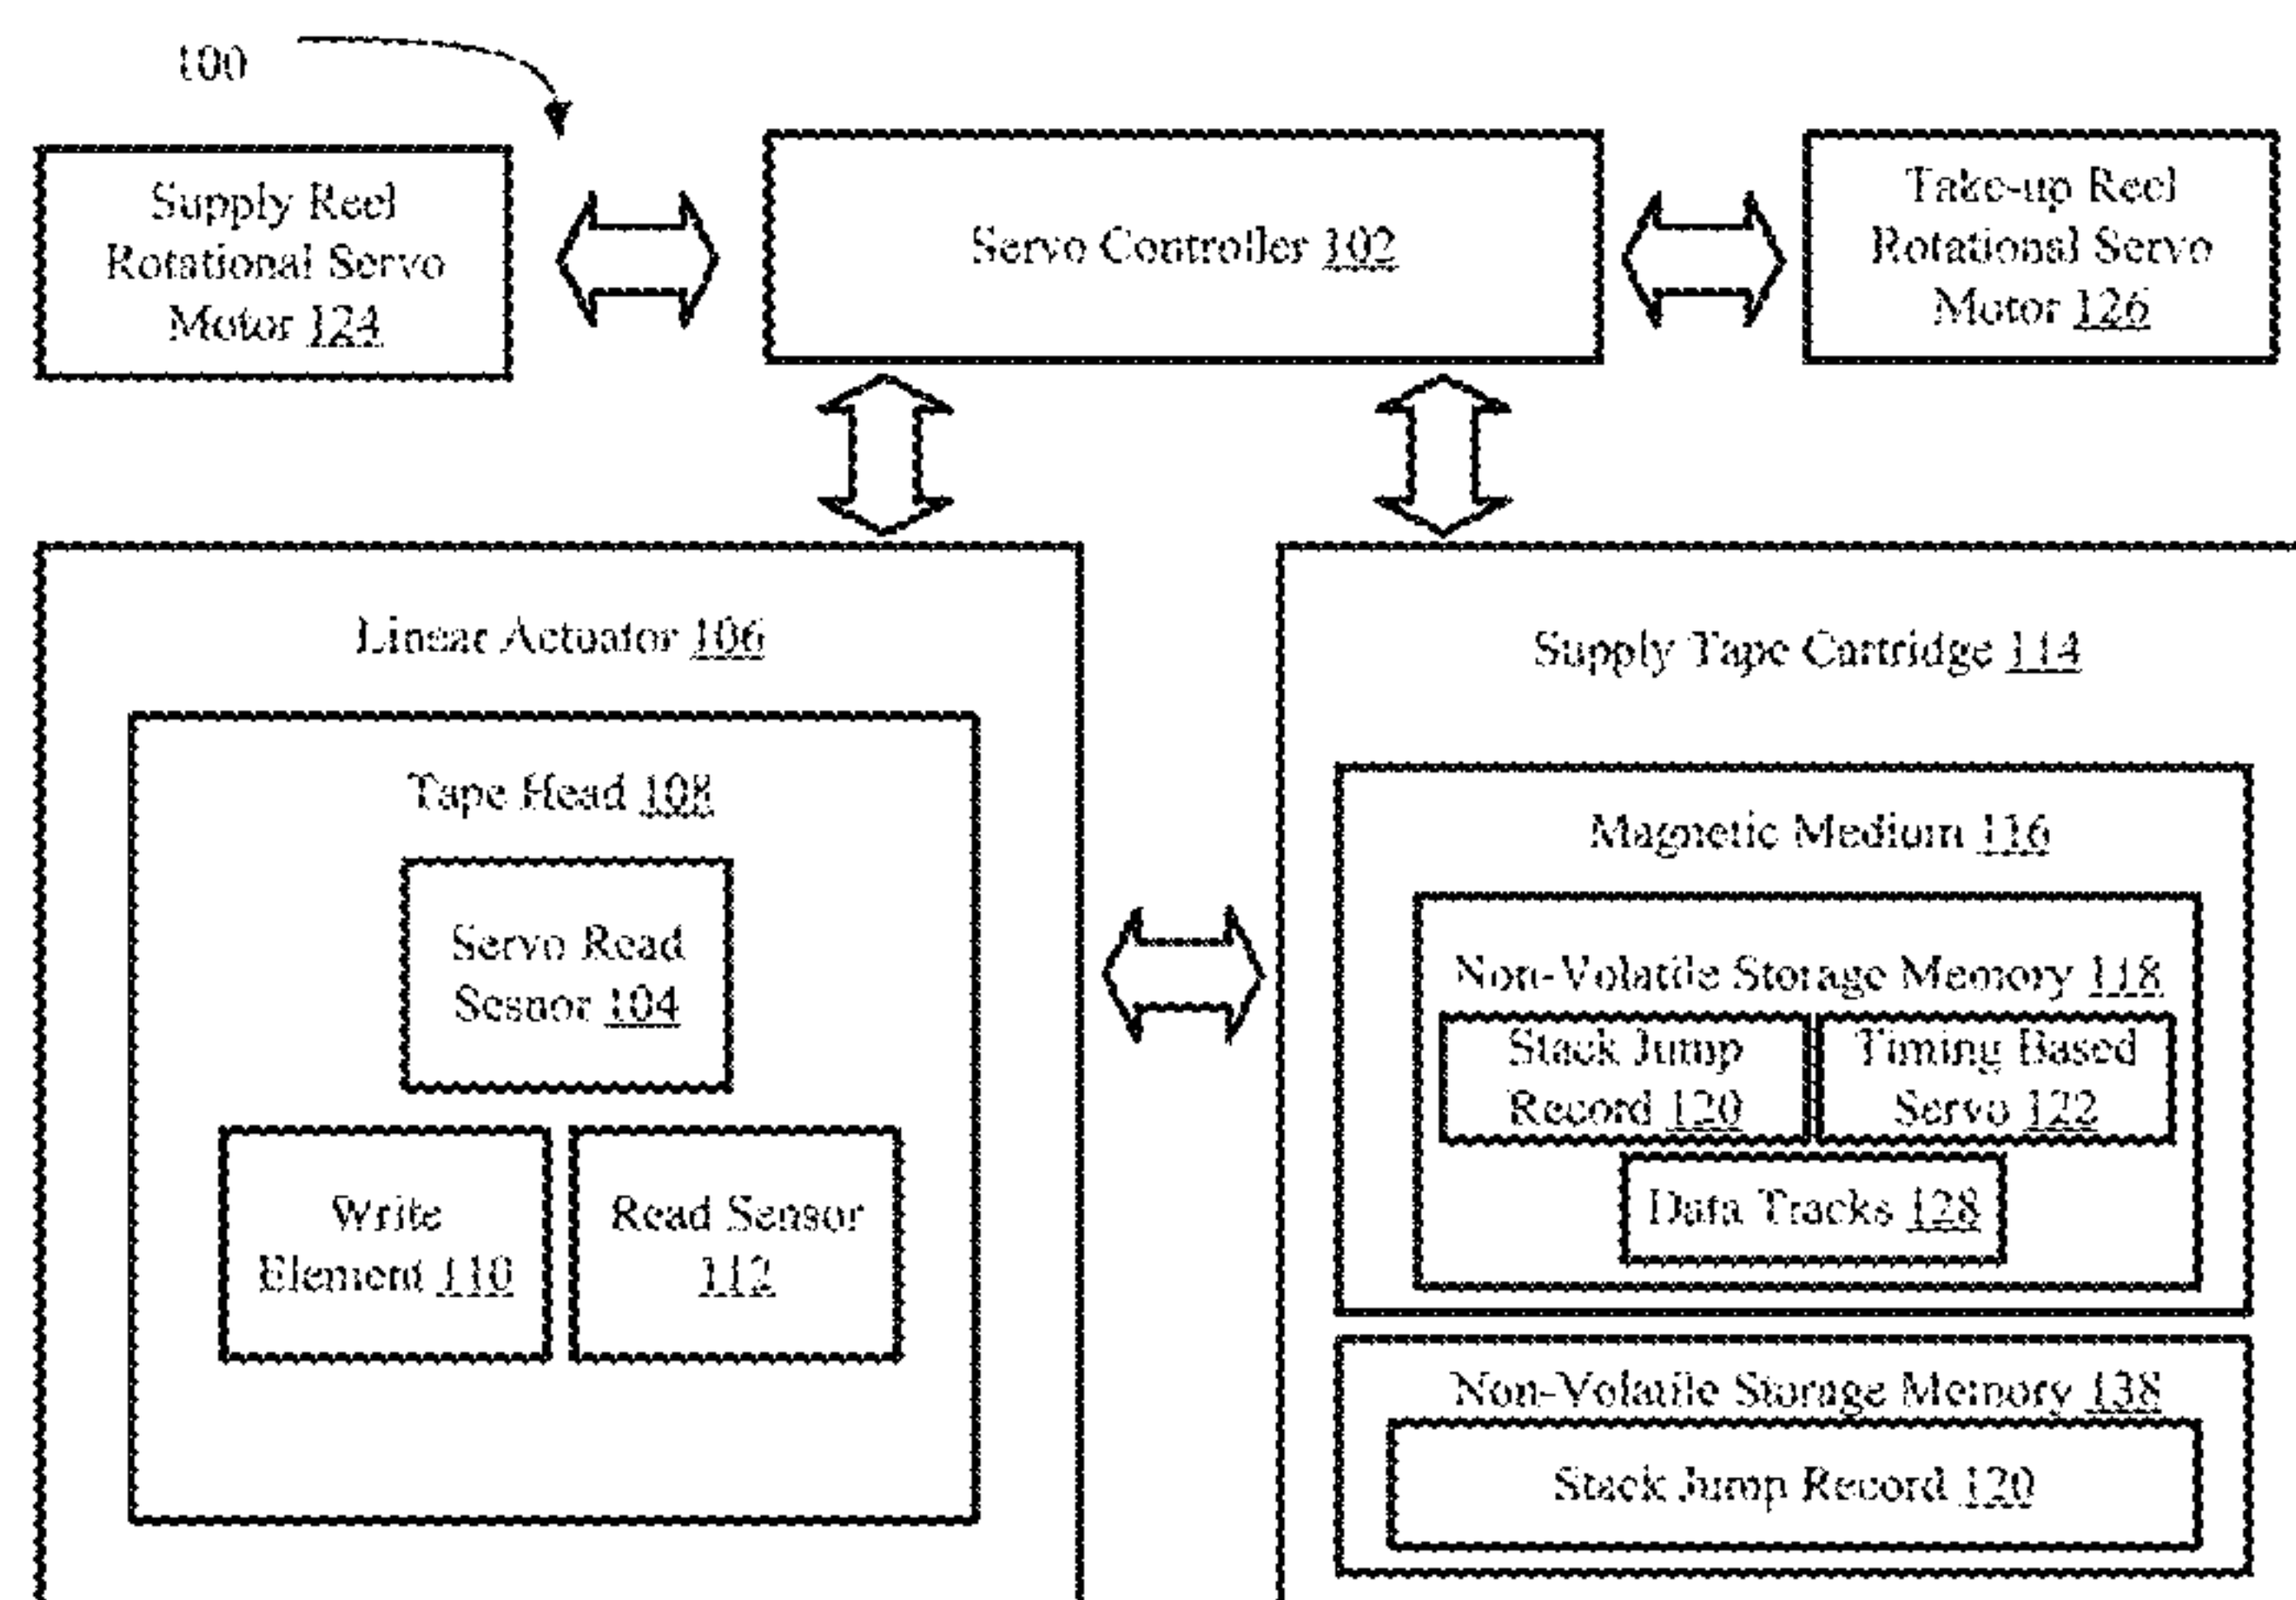 100
Supply Reel
Rotational Servo
Motor 124
Servo Controller 102
Take-up Reel
Rotational Servo
Motor 126
Linear Actuator 106
Tape Head 108
Servo Read
Sesnor 104
Write
Element 110
Read Sensor
112
Supply Tape Cartridge 114
Magnetic Medium 116
Non-Volatile Storage Memory 118
Stack Jump
Record 120
Timing Based
Servo 122
Data Tracks 128
Non-Volatile Storage Memory 138
Stack Jump Record 120